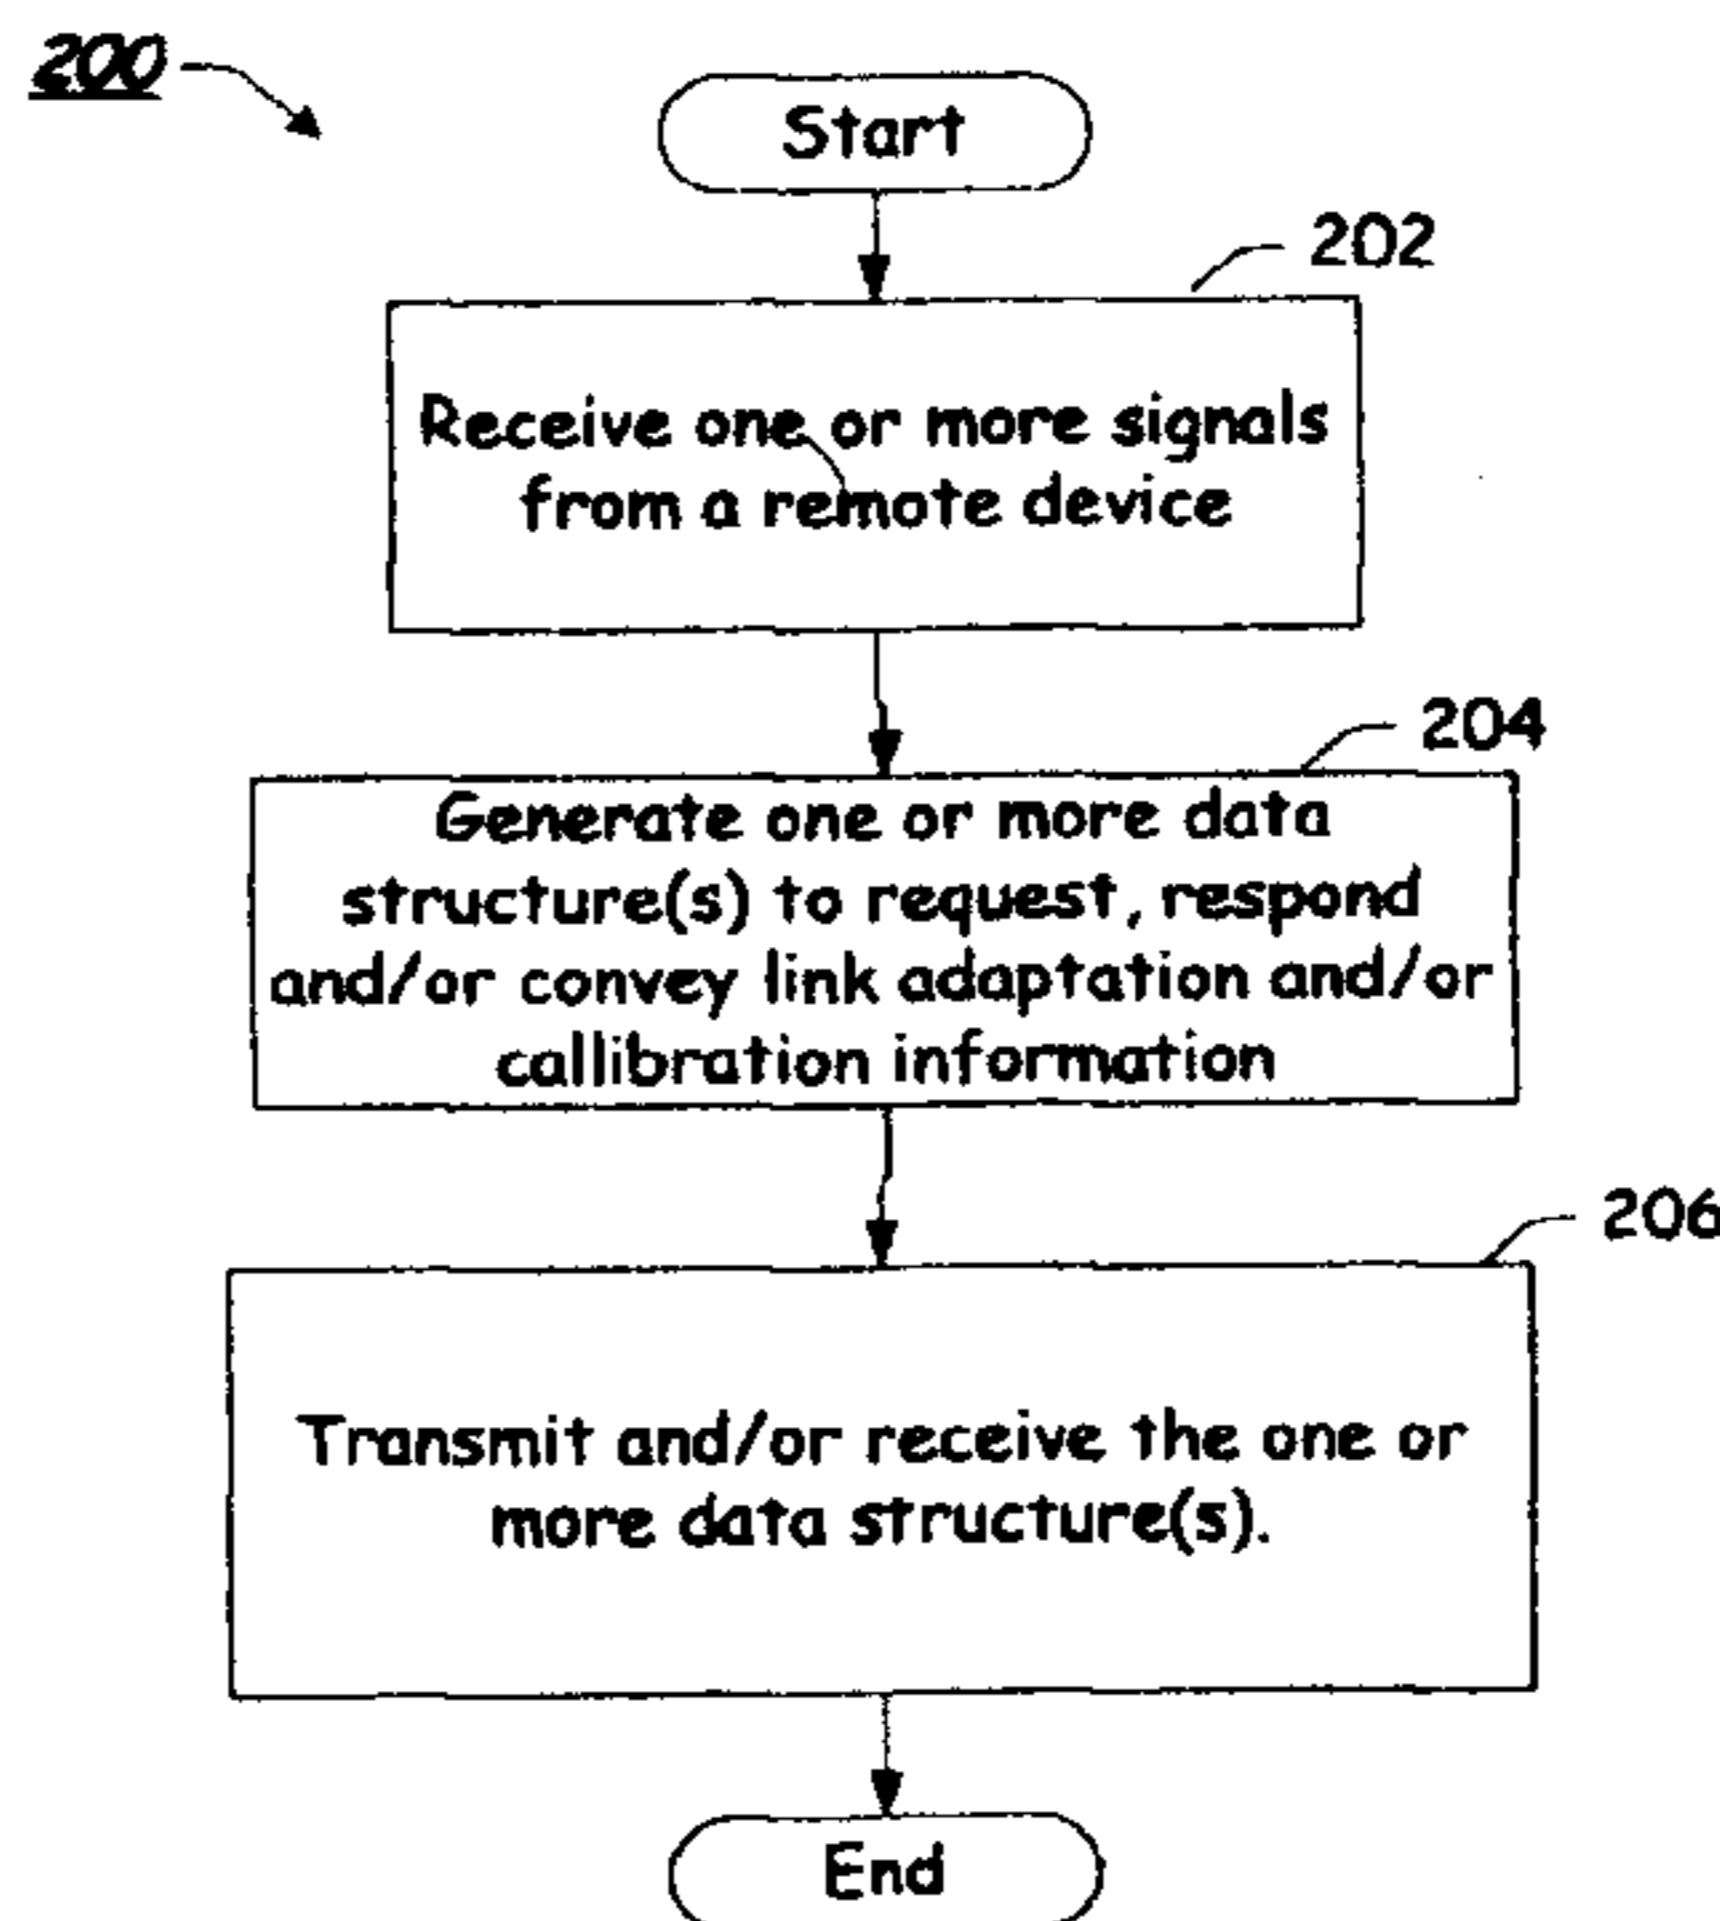 200
Start
202
Receive one or more signals
from a remote device
204
Generate one or more data
structure(s) to request, respond
and/or convey link adaptation and/or
callibration information
206
Transmit and/or receive the one or
more data structure(s).
End